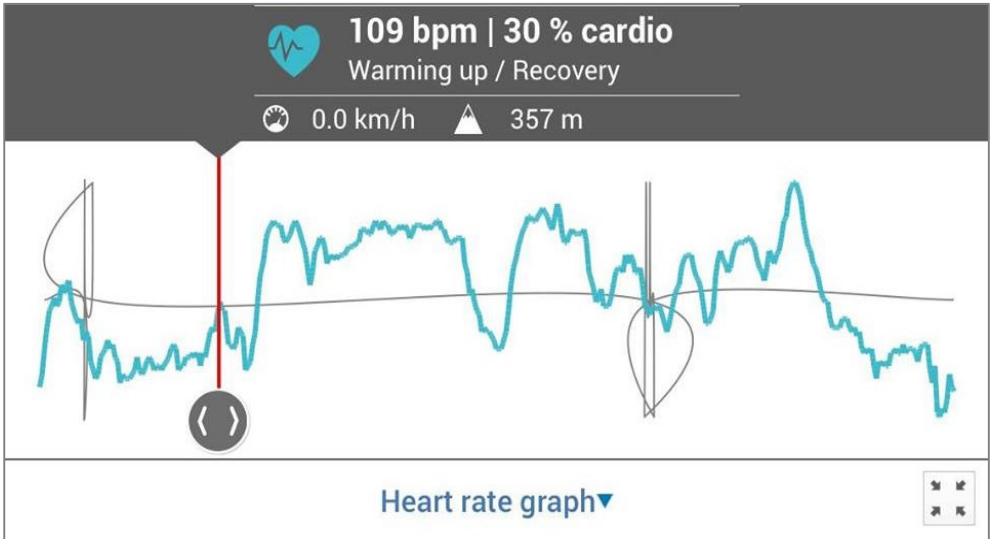 109 bpm | 30 % cardio
Warming up / Recovery
0.0 km/h 357 m
Heart rate graph